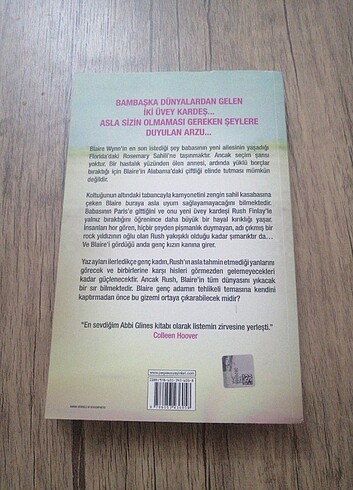 BAMBAŞKA DÜNYALARDAN GELEN
İKİ ÜVEY KARDEŞ...
ASLA SİZİN OLMAMASI GEREKEN ŞEYLERE
DUYULAN ARZU...
Blaire Wynn'in en son istediği şey babasının yeni ailesinin yaşadığı
Florida'daki Rosemary Sahili'ne taşınmaktır. Ancak seçim şansı
yoktur. Bir hastalık yüzünden ölen annesi, ardında yüklü borçlar
bıraktığı için Blaire'in Alabama'daki çiftliği elinde tutması mümkün
değildir.
Koltuğunun altındaki tabancayla kamyonetini zengin sahil kasabasına
çeken Blaire buraya asla uyum sağlayamayacağını bilmektedir.
Babasının Paris'e gittiğini ve onu yeni üvey kardeşi Rush Finlay'le
yalnız bıraktığını öğrenince daha büyük bir hayal kırıklığı yaşar.
İnsanları hor gören, hiçbir şeyden pişmanlık duymayan, adı çıkmış bir
rock yıldızının oğlu olan Rush yakışıklı olduğu kadar şımarıktır da...
Ve Blaire'i gördüğü anda genç kızın kanına girer.
Yaz ayları ilerledikçe genç kadın, Rush'ın asla tahmin etmediği yanlarını
görecek ve birbirlerine karşı hisleri görmezden gelemeyecekleri
kadar güçlenecektir. Ancak Rush, Blaire'in tüm dünyasını yıkacak
bir sır bilmektedir. Blaire genç adamın tehlikeli temasına kendini
kaptırmadan önce bu gizemi ortaya çıkarabilecek midir?
"En sevdiğim Abbi Glines kitabı olarak listemin zirvesine yerleşti."
Colleen Hoover
www.pegasusyayinlari.com